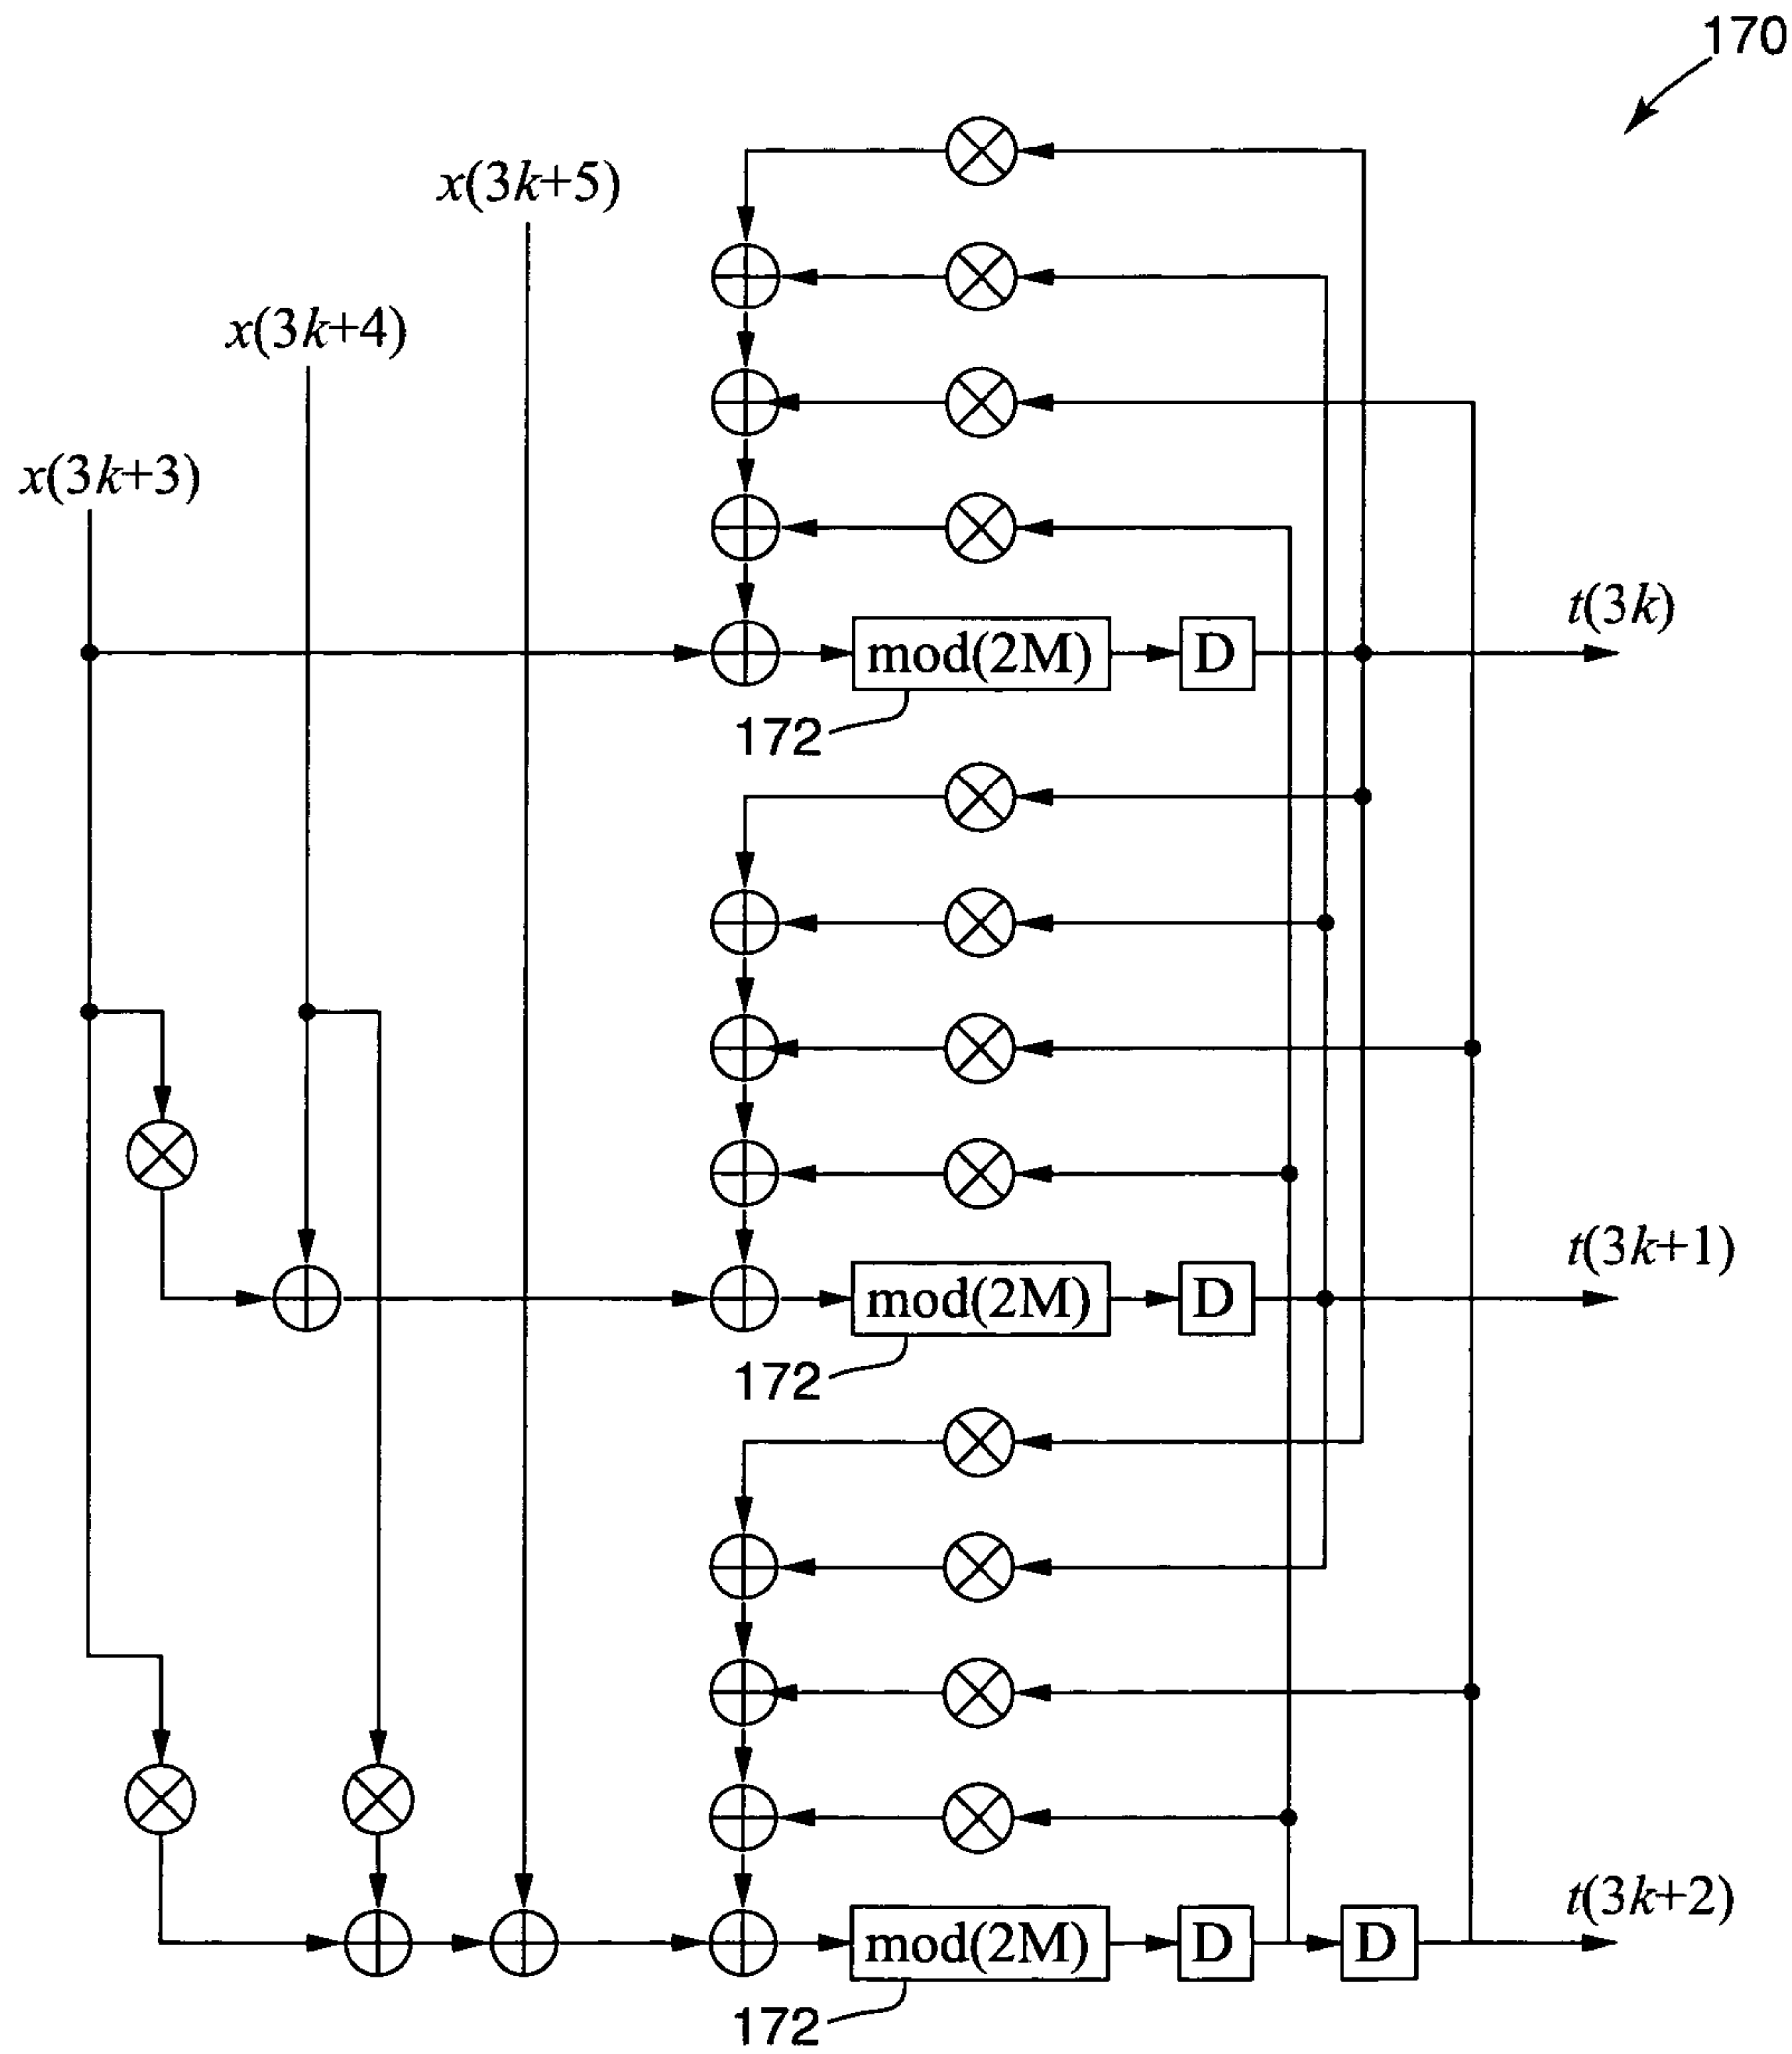 170
x(3k+5)
x(3k+4)
x(3k+3)
t(3k)
mod(2M)
D
172
t(3k+1)
mod(2M)
D
172
t(3k+2)
mod(2M)
D
D
172